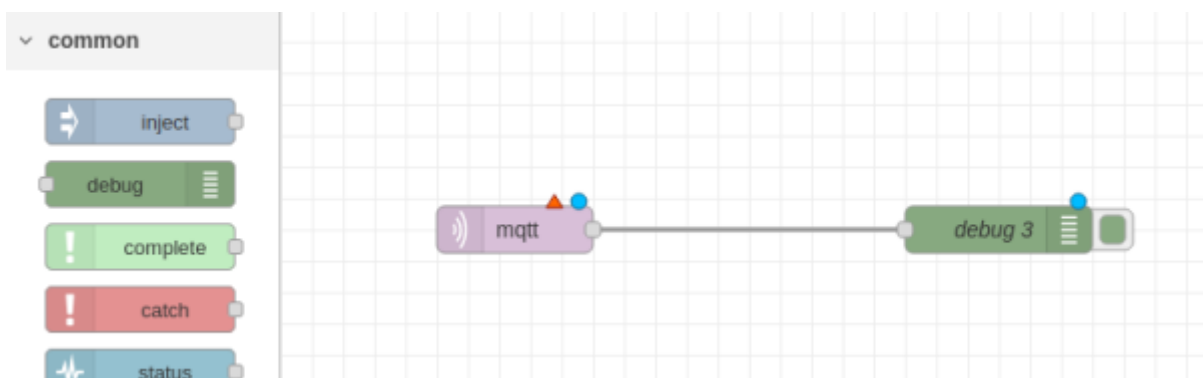 common
inject
debug
complete
catch
status
mqtt
debug 3